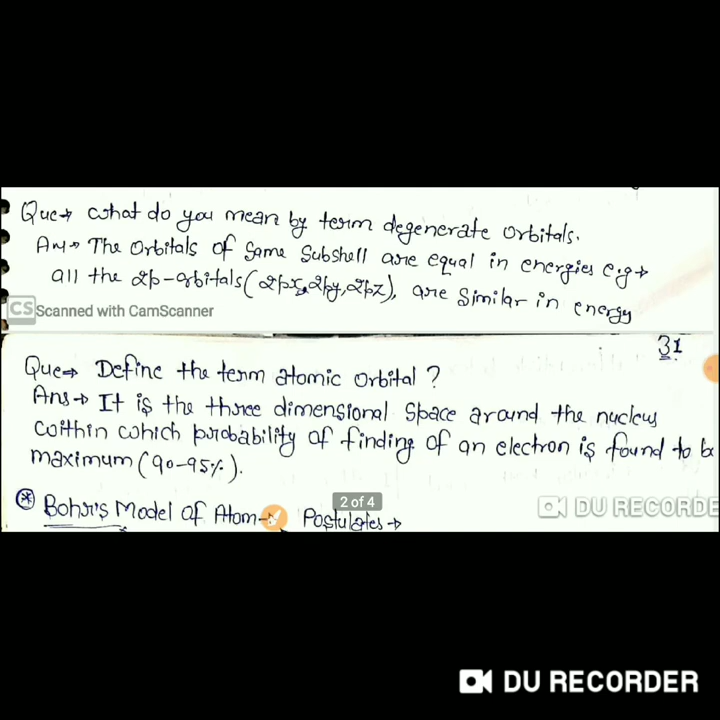 Que→ what do you mean by term degenerate orbitals.
Ans→ The Orbitals of Same Subshell are equal in energies e.g→
all the 2p-orbitals (2px, 2py, 2pz), are similar in energy
CS Scanned with CamScanner
31
Que→ Define the term atomic Orbital ?
Ans→ It is the three dimensional space around the nucleus
within which probability of finding of an electron is found to be
maximum (90-95%).
2 of 4
* Bohr's Model of Atom→ Postulates→
DU RECORDE
DU RECORDER